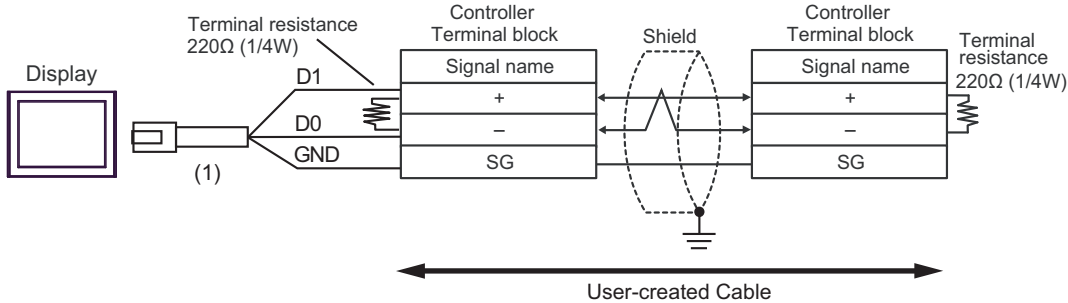 Display
(1)
Terminal resistance
220Ω (1/4W)
D1
D0
GND
Controller
Terminal block
Signal name
+
–
SG
Shield
Controller
Terminal block
Signal name
+
–
SG
Terminal
resistance
220Ω (1/4W)
User-created Cable